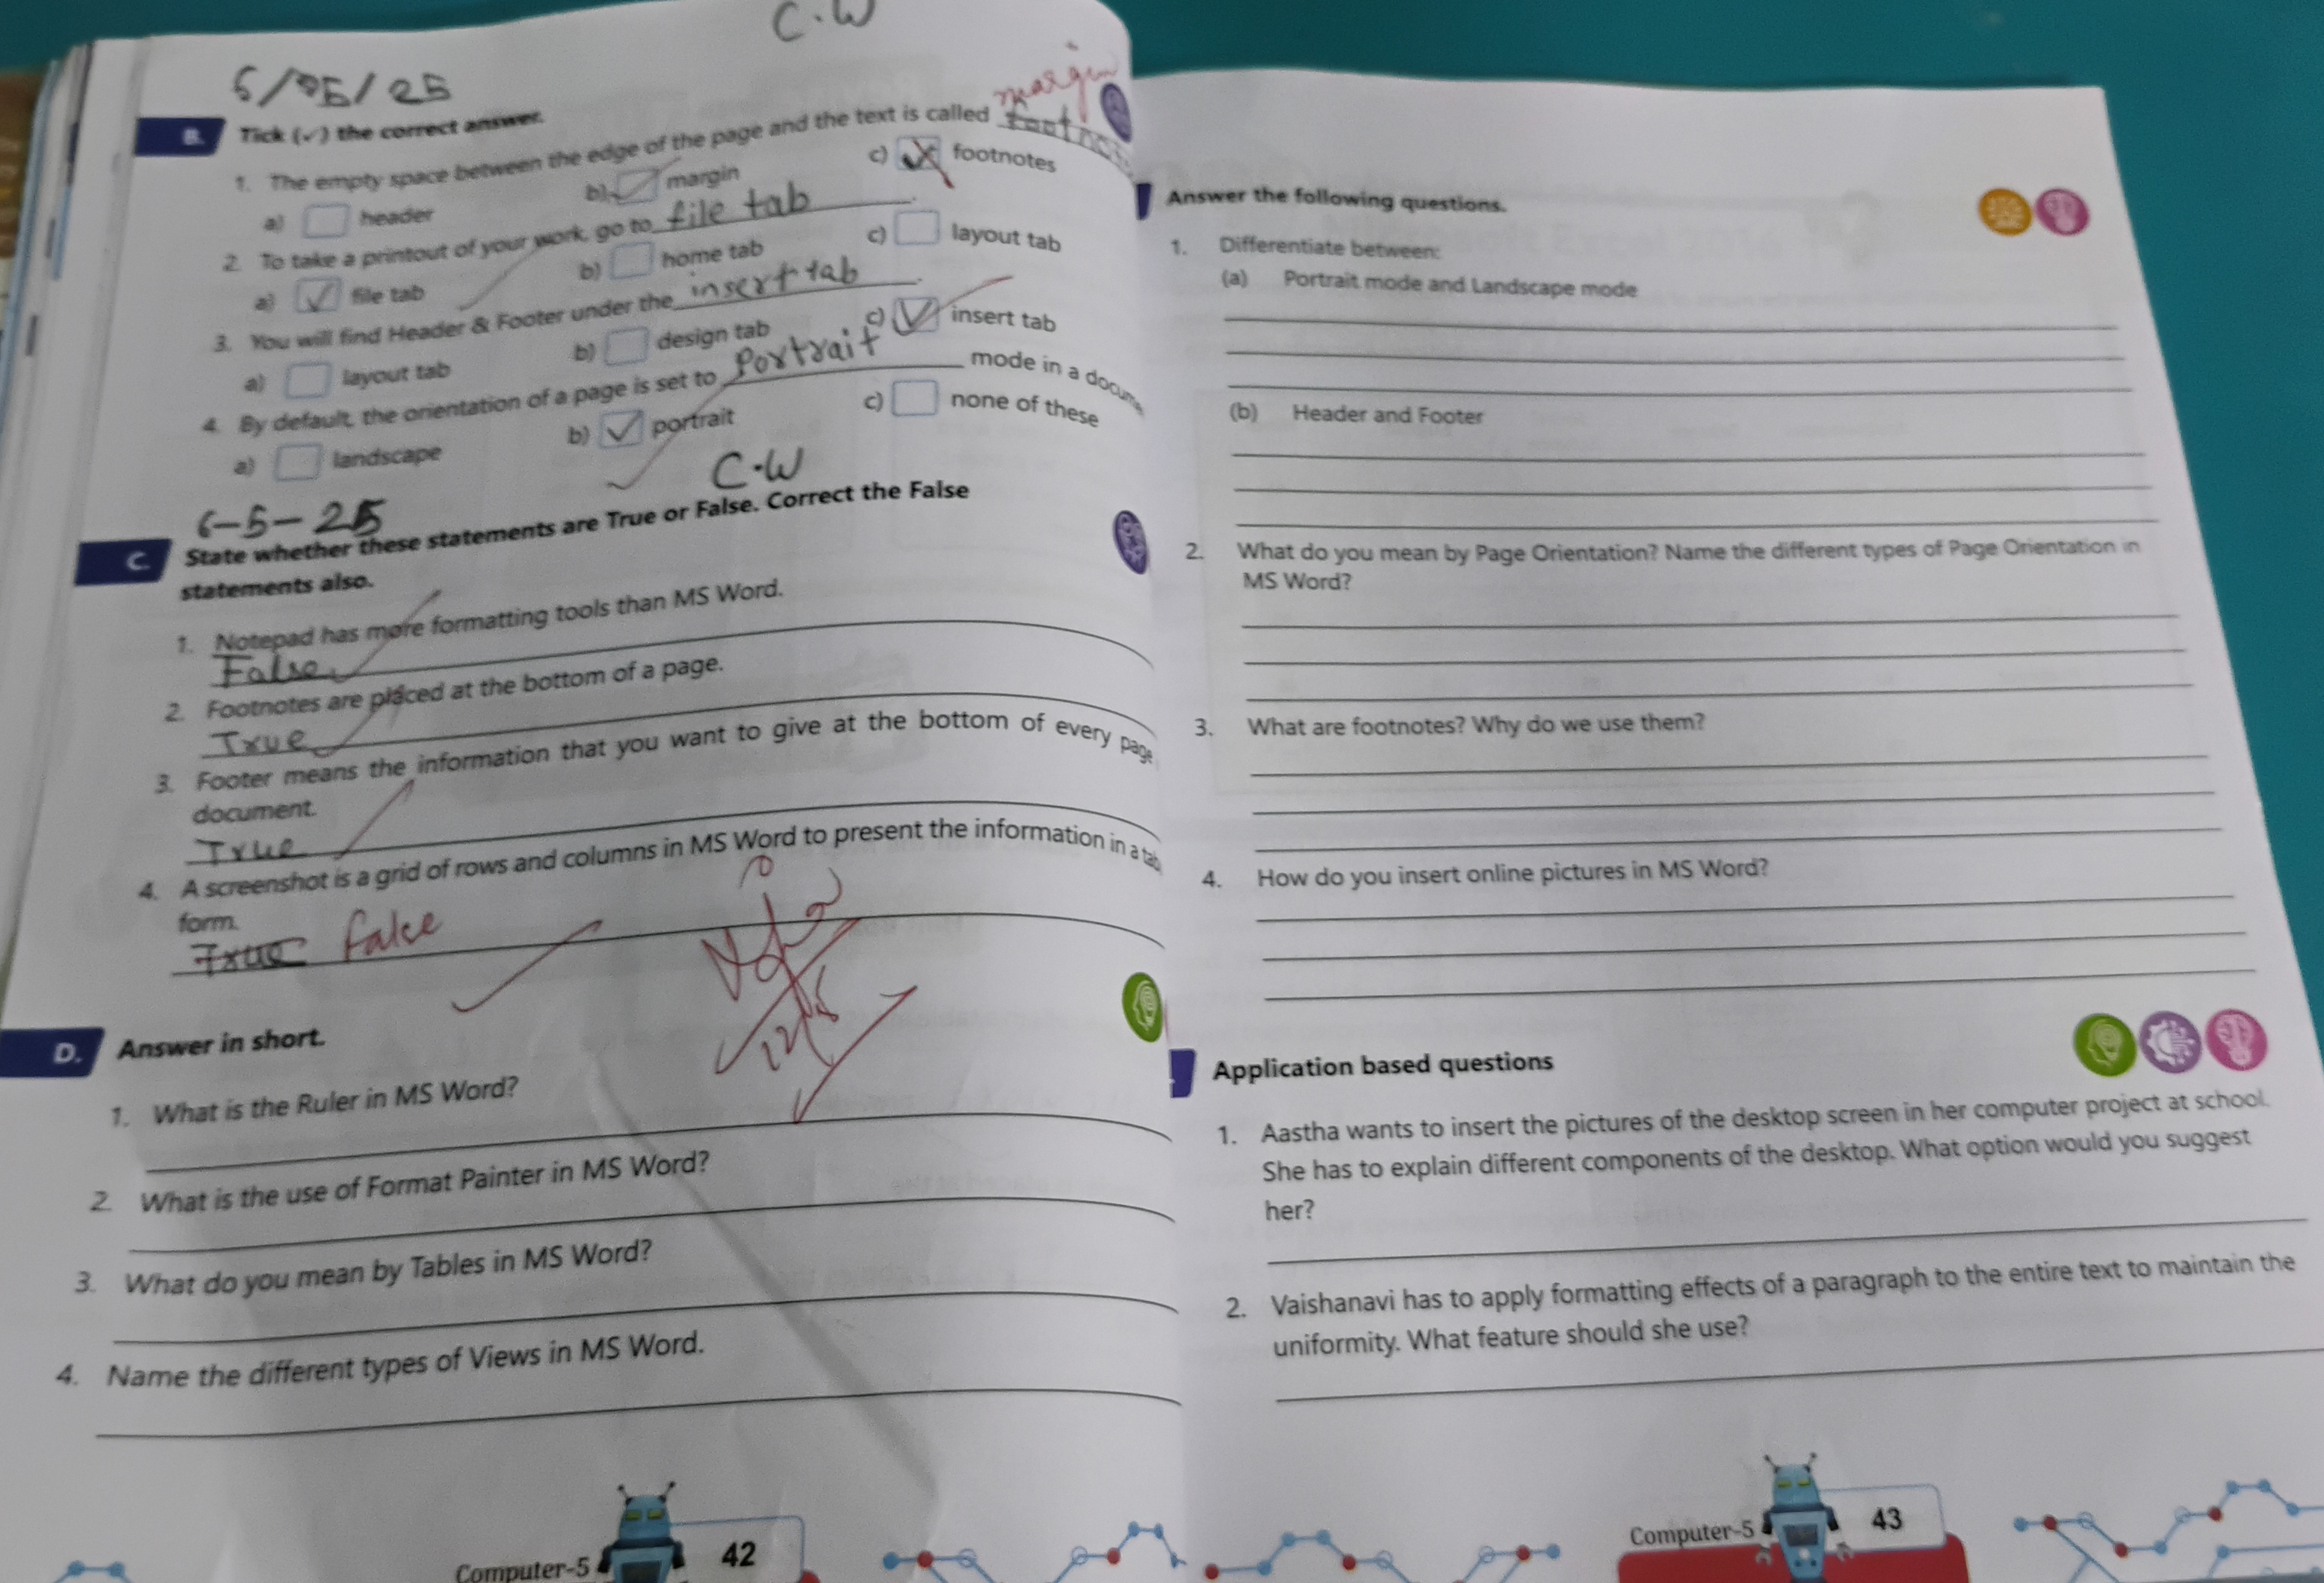 C.W
6/05/25
B. Tick (✓) the correct answer.
margin
1. The empty space between the edge of the page and the text is called
a) header b) ✓ margin c) ✓ footnotes
2. To take a printout of your work, go to file tab.
a) ✓ file tab b) home tab c) layout tab
3. You will find Header & Footer under the insert tab.
a) layout tab b) design tab c) ✓ insert tab
4. By default, the orientation of a page is set to Portrait mode in a
a) landscape b) ✓ portrait c) none of these
C.W
6-5-25
C. State whether these statements are True or False. Correct the False
statements also.
1. Notepad has more formatting tools than MS Word.
False
2. Footnotes are placed at the bottom of a page.
True
3. Footer means the information that you want to give at the bottom of every page
document.
True
4. A screenshot is a grid of rows and columns in MS Word to present the information in a
form.
True False
12/5
D. Answer in short.
1. What is the Ruler in MS Word?
2. What is the use of Format Painter in MS Word?
3. What do you mean by Tables in MS Word?
4. Name the different types of Views in MS Word.
Computer-5 42
Answer the following questions.
1. Differentiate between:
(a) Portrait mode and Landscape mode
(b) Header and Footer
2. What do you mean by Page Orientation? Name the different types of Page Orientation in
MS Word?
3. What are footnotes? Why do we use them?
4. How do you insert online pictures in MS Word?
Application based questions
1. Aastha wants to insert the pictures of the desktop screen in her computer project at school.
She has to explain different components of the desktop. What option would you suggest
her?
2. Vaishanavi has to apply formatting effects of a paragraph to the entire text to maintain the
uniformity. What feature should she use?
Computer-5 43